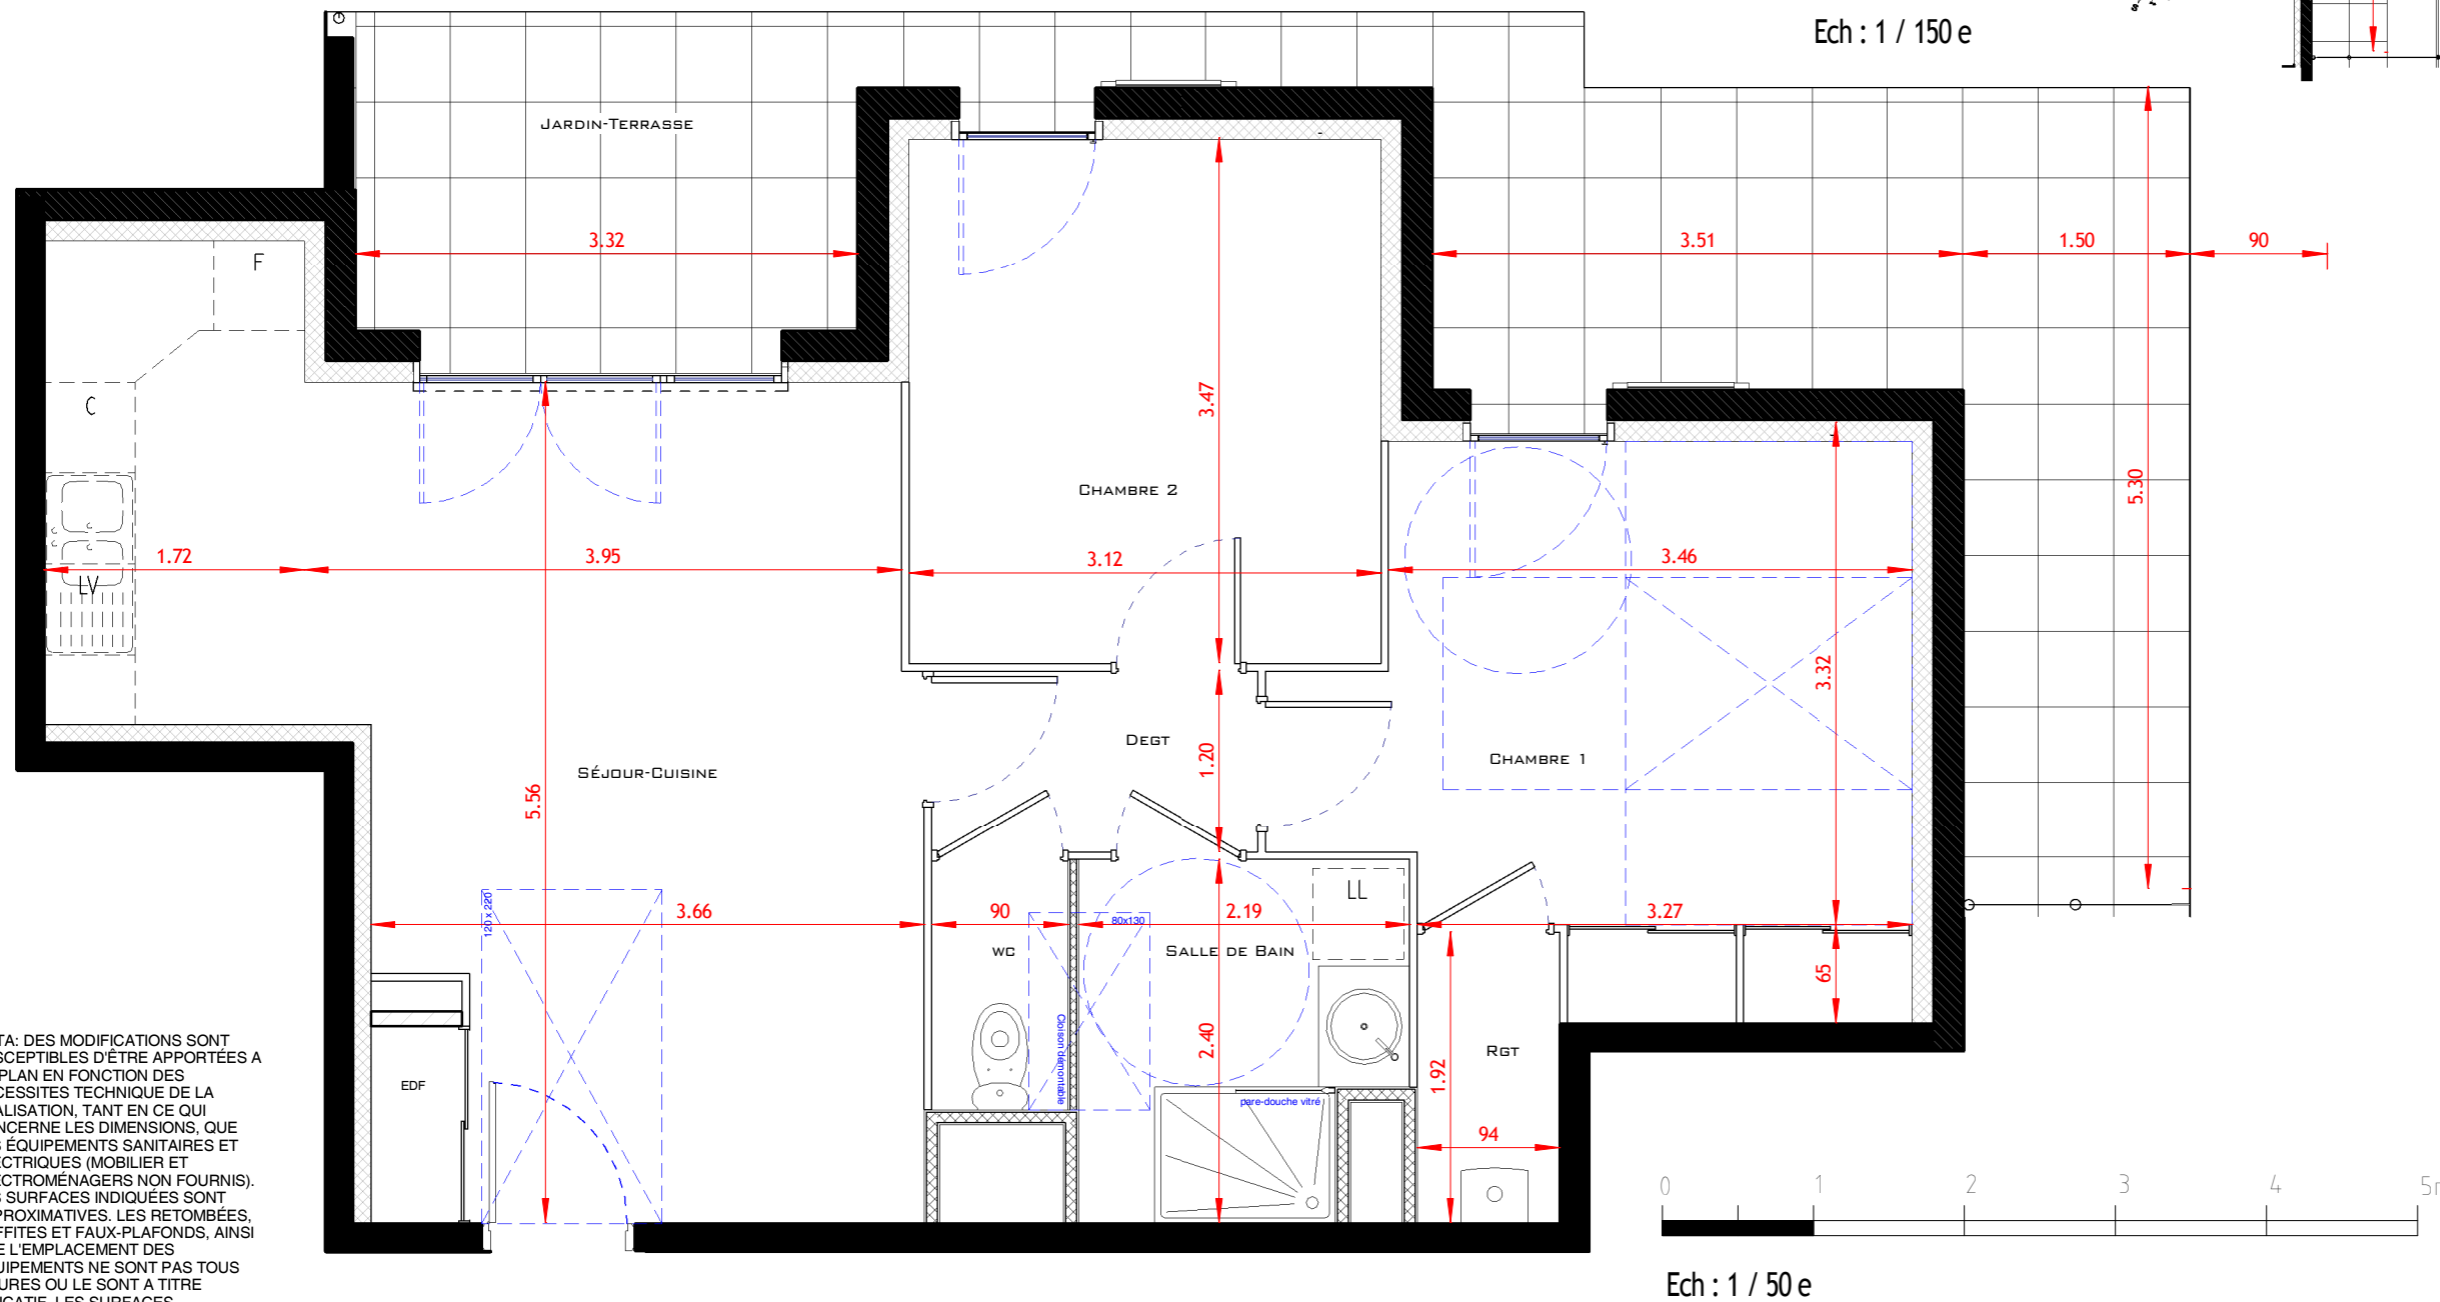 Ech : 1 / 150 e
JARDIN-TERRASSE
3.32
3.51
1.50
90
F
C
LV
3.47
CHAMBRE 2
5.30
1.72
3.95
3.12
3.46
3.32
DEGT
1.20
CHAMBRE 1
SÉJOUR-CUISINE
5.56
120 x 220
3.66
90
80x130
2.19
LL
3.27
WC
SALLE DE BAIN
65
Cloison démontable
2.40
RGT
1.92
EDF
pare-douche vitré
94
TA: DES MODIFICATIONS SONT
SCEPTIBLES D'ÊTRE APPORTÉES A
PLAN EN FONCTION DES
CESSITES TECHNIQUE DE LA
ALISATION, TANT EN CE QUI
NCERNE LES DIMENSIONS, QUE
S ÉQUIPEMENTS SANITAIRES ET
ECTRIQUES (MOBILIER ET
ECTROMÉNAGERS NON FOURNIS).
S SURFACES INDIQUÉES SONT
PROXIMATIVES. LES RETOMBÉES,
FFITES ET FAUX-PLAFONDS, AINSI
E L'EMPLACEMENT DES
UIPEMENTS NE SONT PAS TOUS
URES OU LE SONT A TITRE
LES SURFACES
0 1 2 3 4 5
Ech : 1 / 50 e